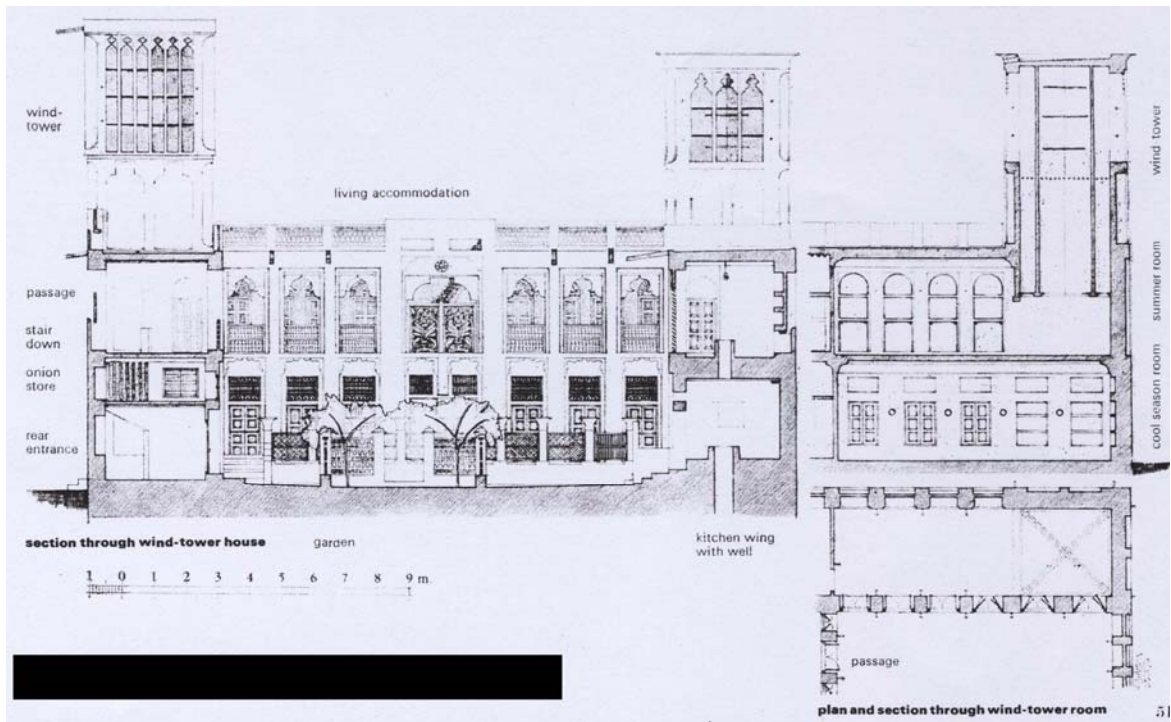 wind-
tower
living accommodation
passage
stair
down
onion
store
rear
entrance
section through wind-tower house
garden
kitchen wing
with well
1 0 1 2 3 4 5 6 7 8 9 m.
wind tower
summer room
cool season room
passage
plan and section through wind-tower room